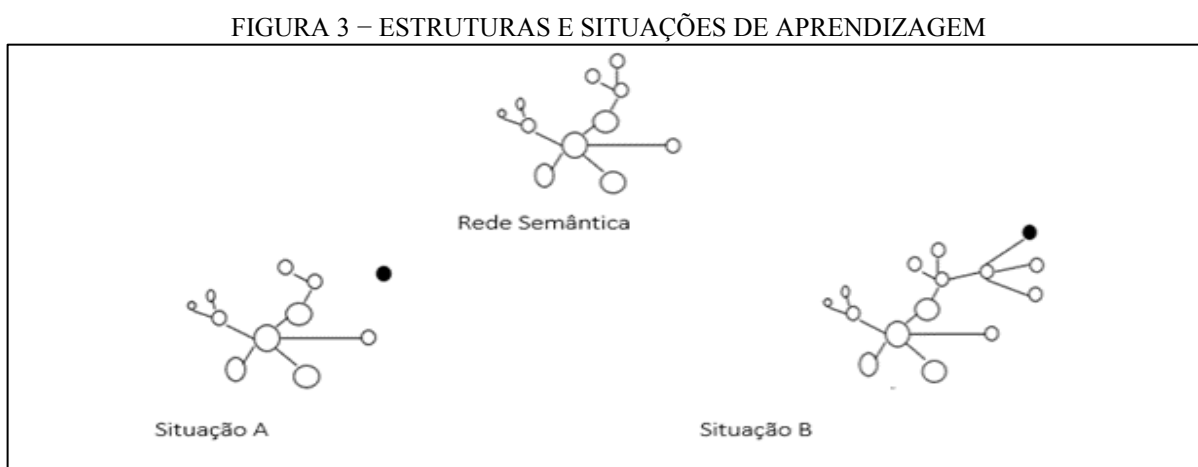 FIGURA 3 − ESTRUTURAS E SITUAÇÕES DE APRENDIZAGEM
Rede Semântica
Situação A
Situação B